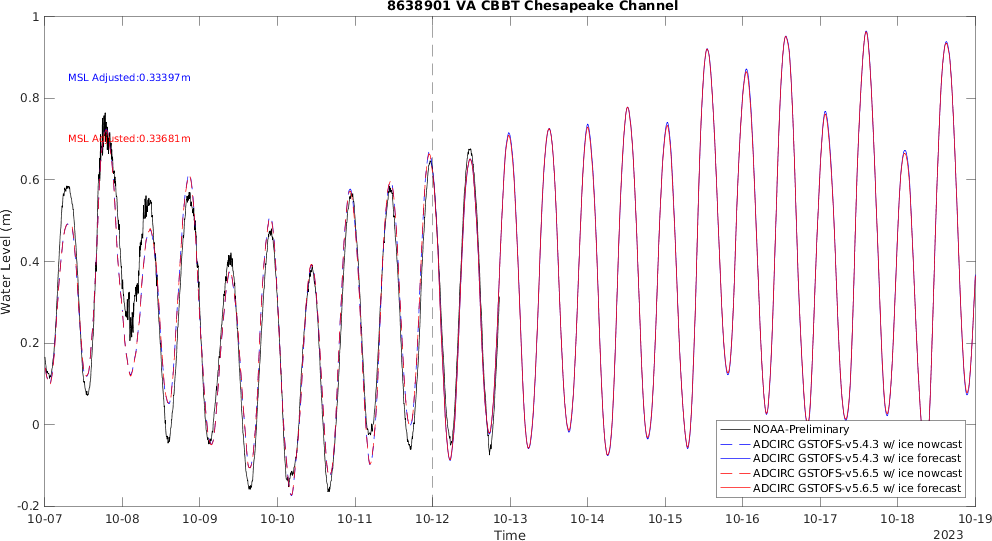 8638901 VA CBBT Chesapeake Channel
1
MSL Adjusted:0.33397m
0.8
MSL Adjusted:0.33681m
0.6
0.4
0.2
0
-0.2
Water Level (m)
NOAA-Preliminary
ADCIRC GSTOFS-v5.4.3 w/ ice nowcast
ADCIRC GSTOFS-v5.4.3 w/ ice forecast
ADCIRC GSTOFS-v5.6.5 w/ ice nowcast
ADCIRC GSTOFS-v5.6.5 w/ ice forecast
10-07 10-08 10-09 10-10 10-11 10-12 10-13 10-14 10-15 10-16 10-17 10-18 10-19
Time
2023